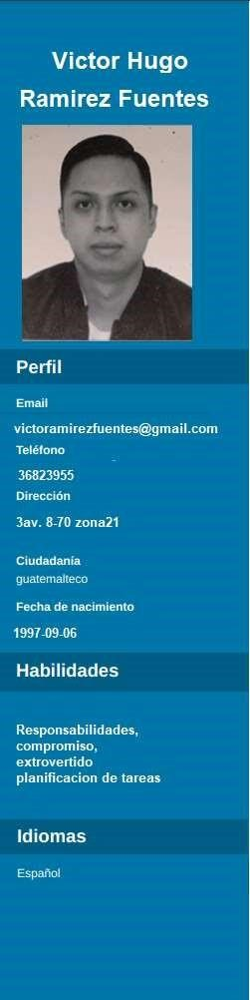 Victor Hugo
Ramirez Fuentes
Perfil
Email
victoramirezfuentes@gmail.com
Teléfono
36823955
Dirección
3av. 8-70 zona21
Ciudadanía
guatemalteco
Fecha de nacimiento
1997-09-06
Habilidades
Responsabilidades,
compromiso,
extrovertido
planificacion de tareas
Idiomas
Español